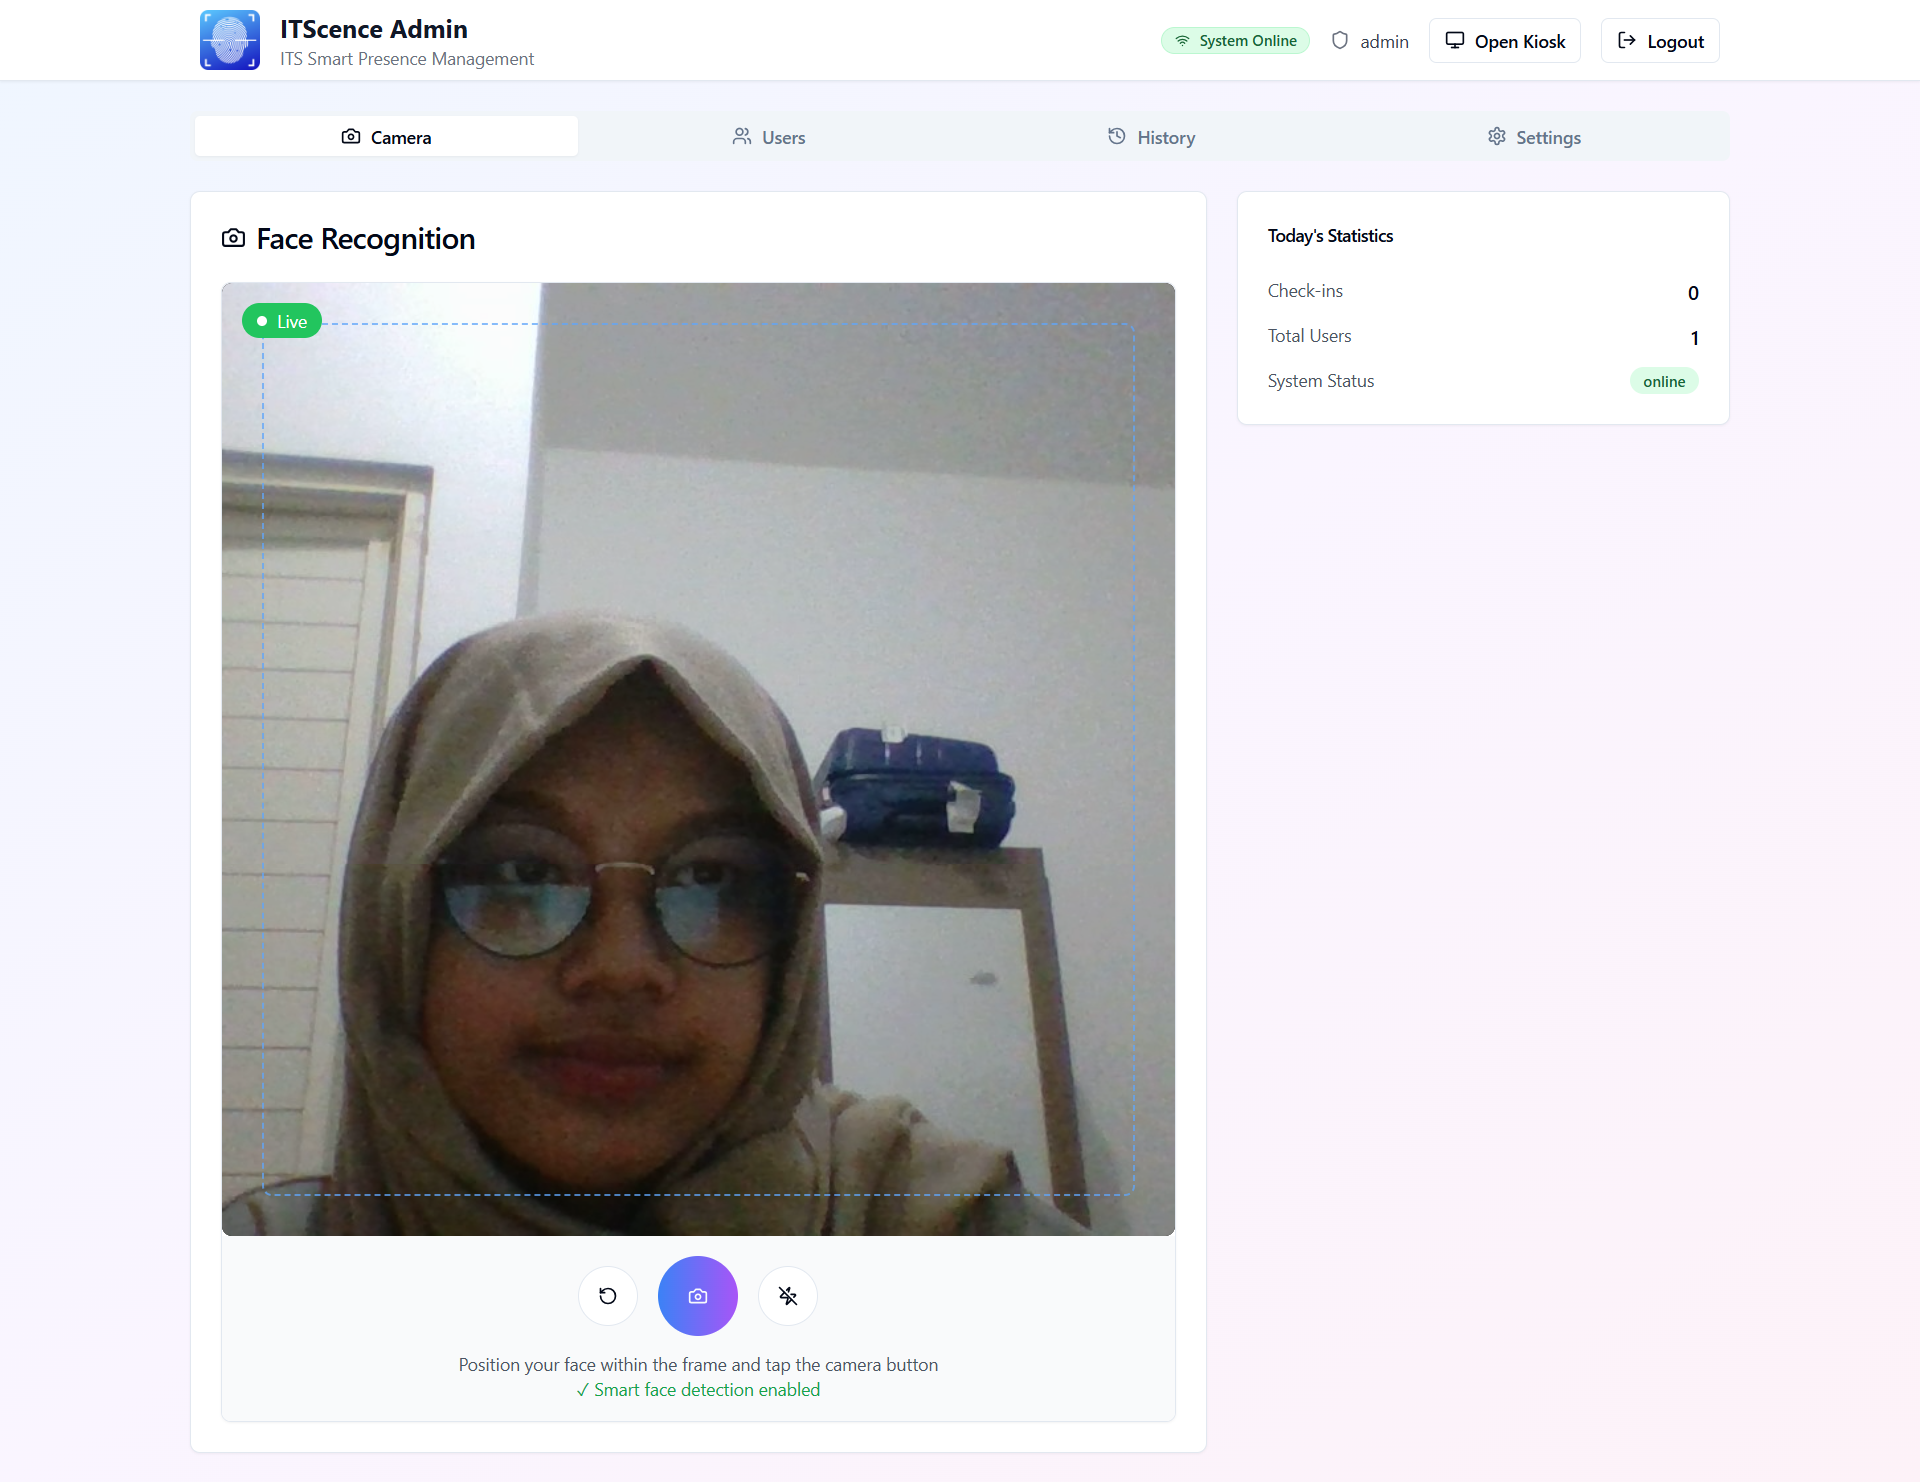 ITScence Admin
ITS Smart Presence Management
System Online
admin
Open Kiosk
Logout
Camera
Users
History
Settings
Face Recognition
Live
Today's Statistics
Check-ins 0
Total Users 1
System Status online
Position your face within the frame and tap the camera button
✓ Smart face detection enabled